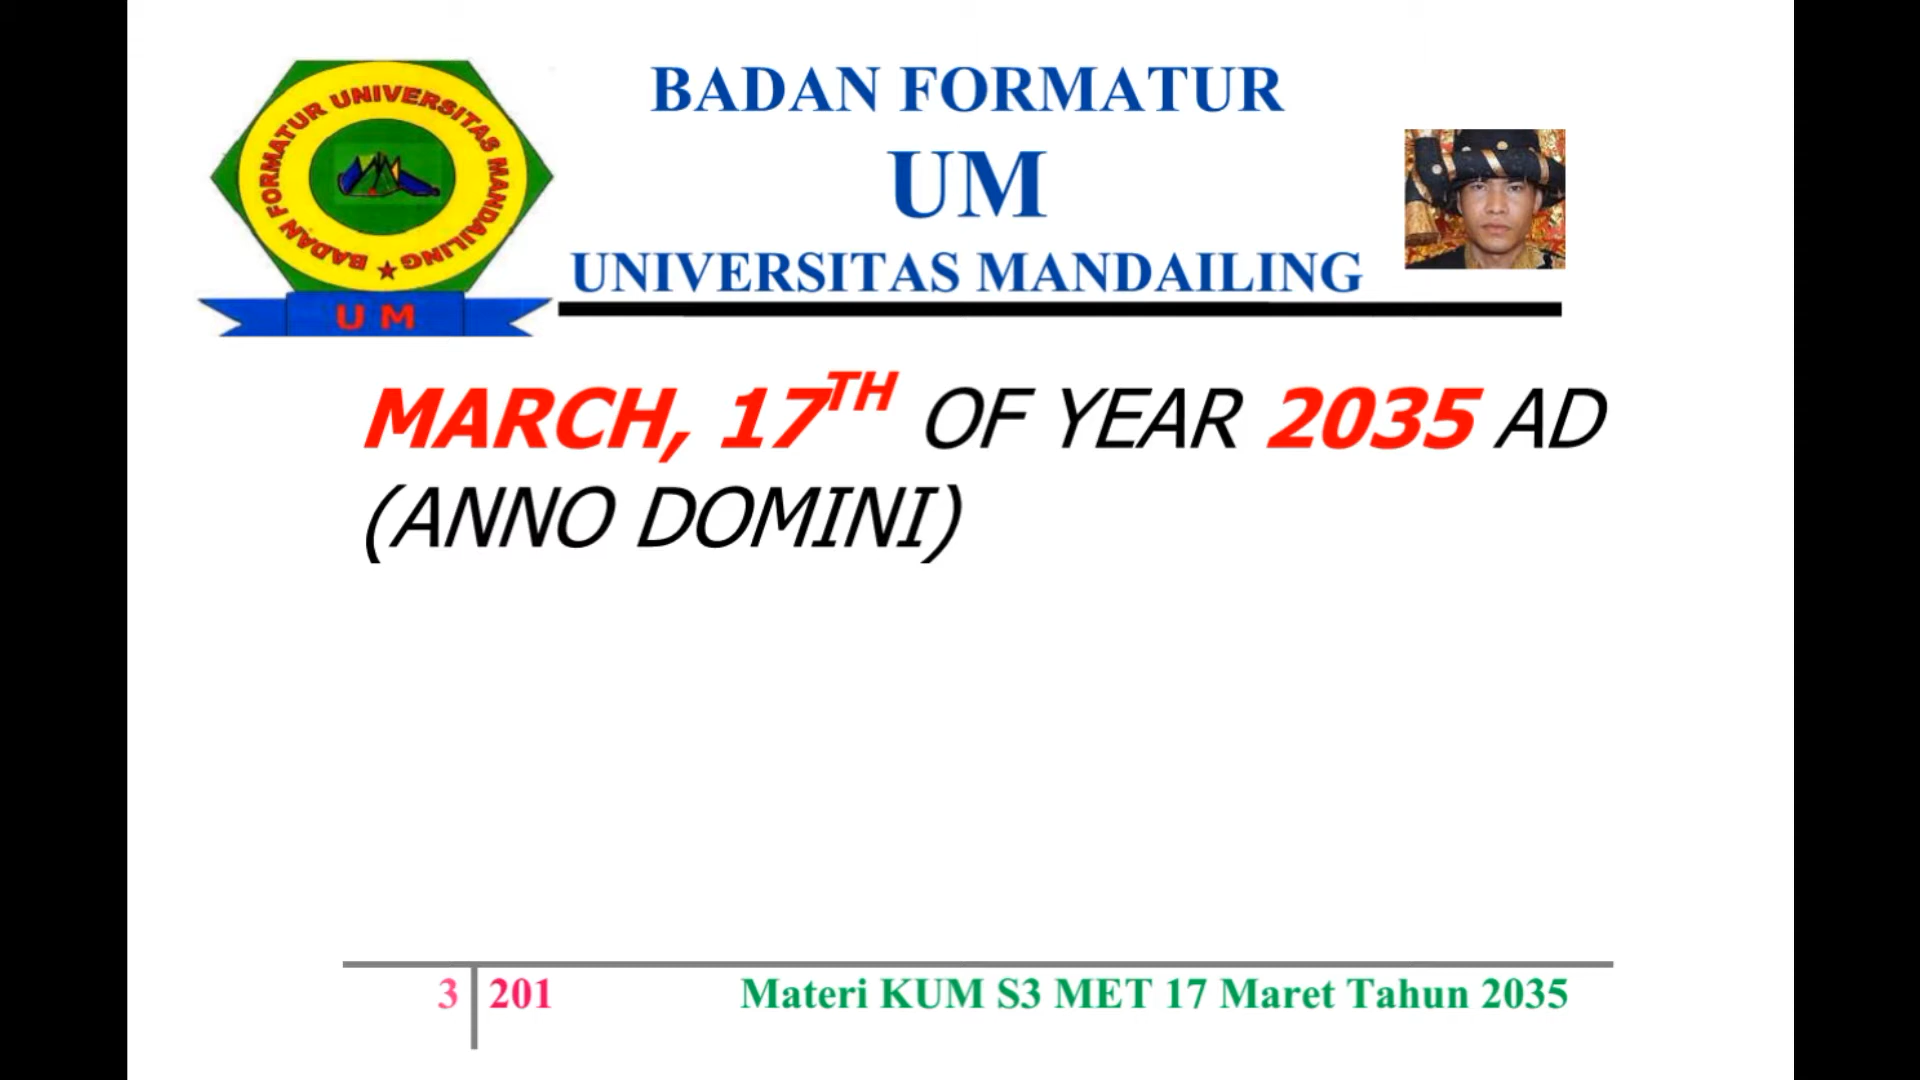 BADAN FORMATUR UNIVERSITAS MANDAILING
UM
BADAN FORMATUR
UM
UNIVERSITAS MANDAILING
MARCH, 17TH OF YEAR 2035 AD
(ANNO DOMINI)
3 201 Materi KUM S3 MET 17 Maret Tahun 2035